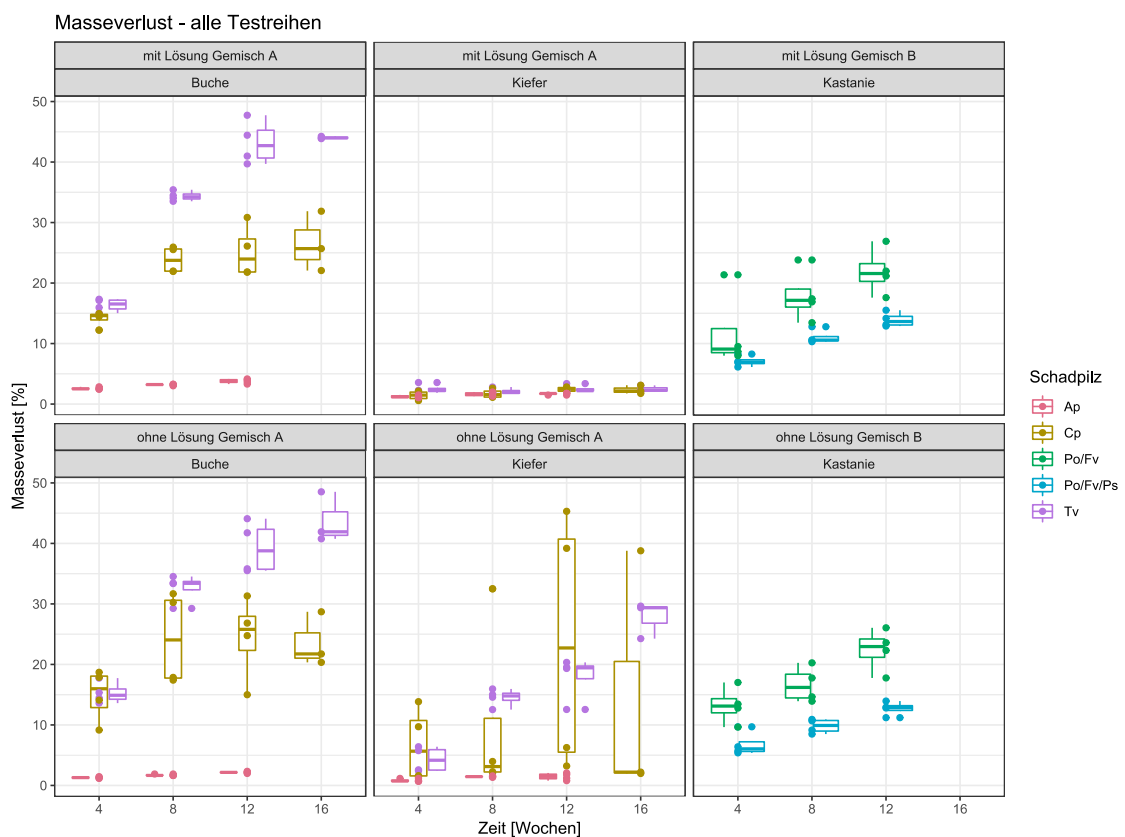 Masseverlust - alle Testreihen
mit Lösung Gemisch A
mit Lösung Gemisch A
mit Lösung Gemisch B
Buche
Kiefer
Kastanie
50
40
30
20
10
0
ohne Lösung Gemisch A
ohne Lösung Gemisch A
ohne Lösung Gemisch B
Buche
Kiefer
Kastanie
50
40
30
20
10
0
4 8 12 16
4 8 12 16
4 8 12 16
Masseverlust [%]
Zeit [Wochen]
Schadpilz
Ap
Cp
Po/Fv
Po/Fv/Ps
Tv